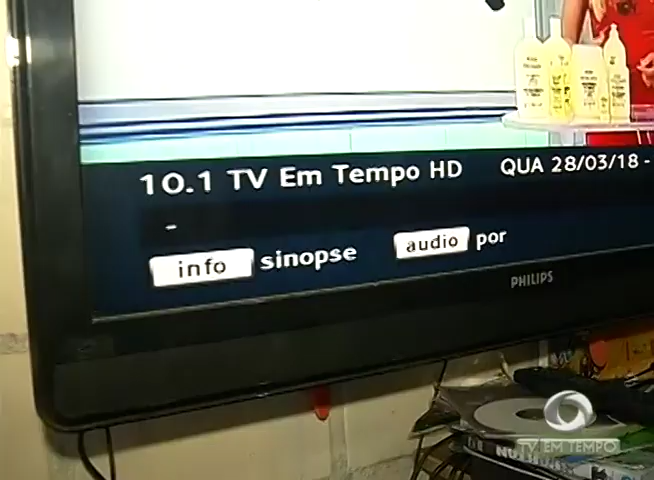 10.1 TV Em Tempo HD QUA 28/03/18 -
-
info sinopse audio por
PHILIPS
TV EM TEMPO